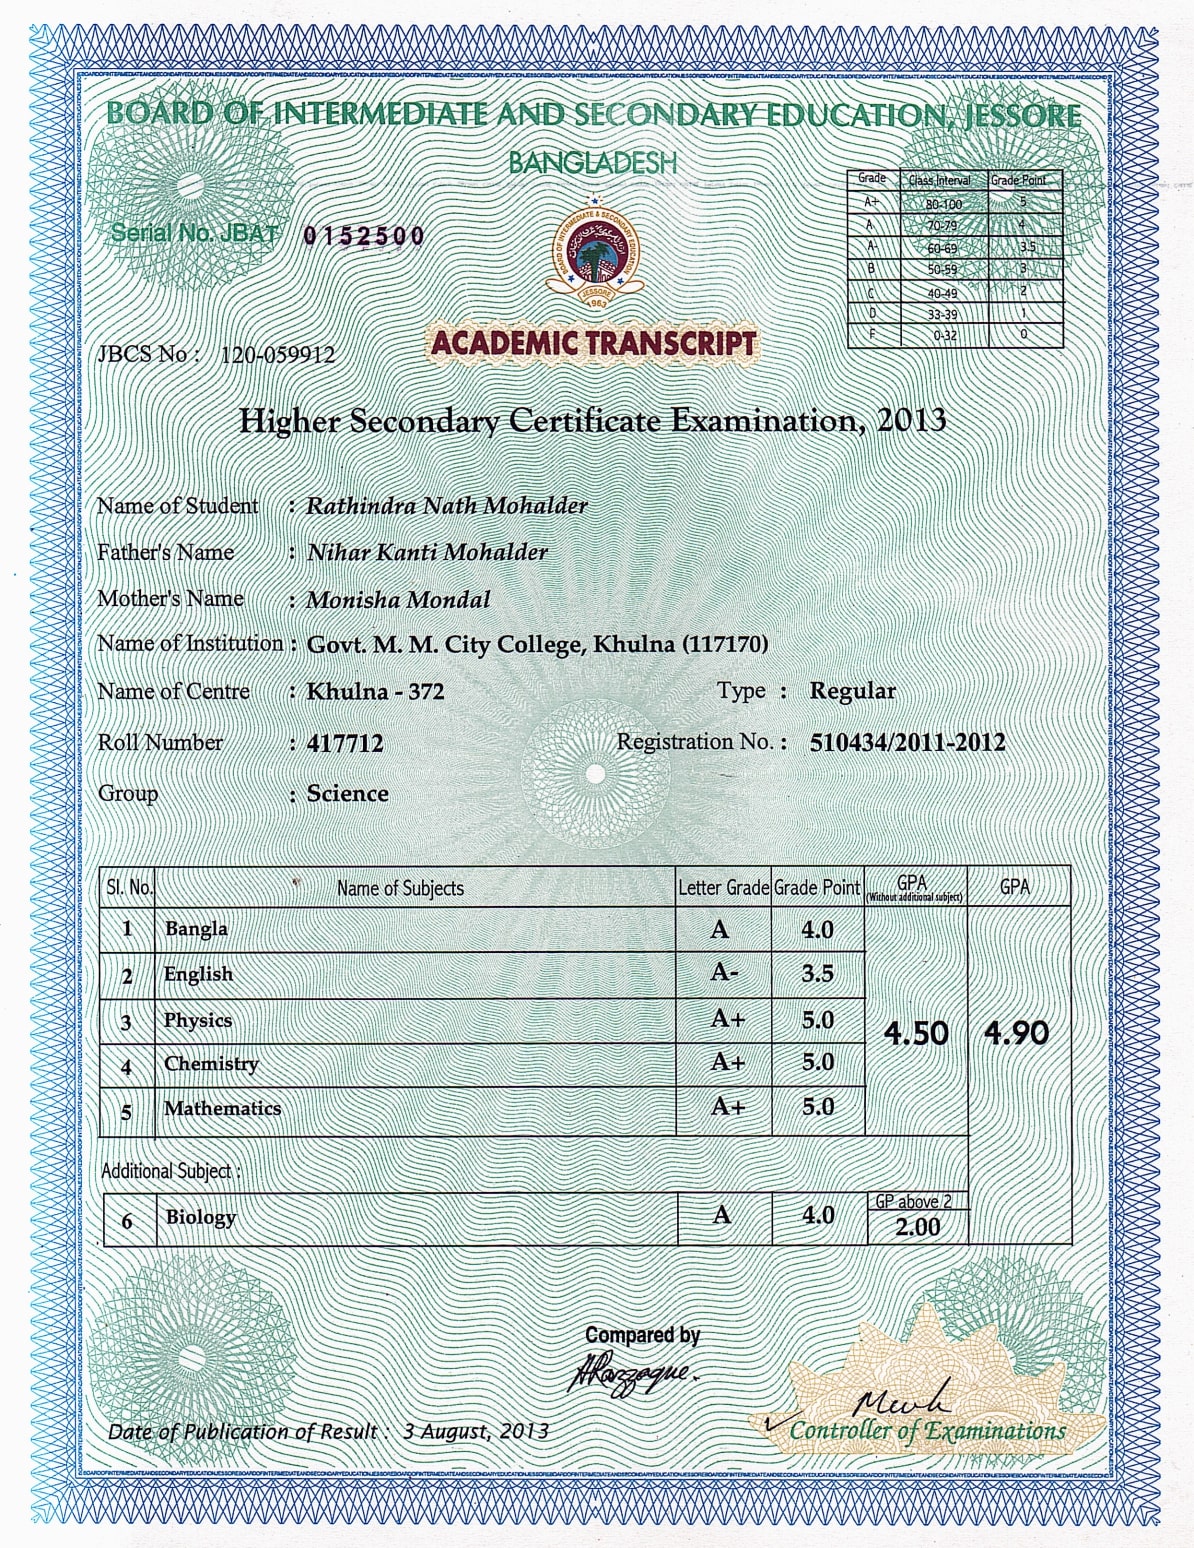 BOARD OF INTERMEDIATE AND SECONDARY EDUCATION, JESSORE
BANGLADESH
Grade Class Interval Grade Point
A+ 80-100 5
A 70-79 4
A- 60-69 3.5
B 50-59 3
C 40-49 2
D 33-39 1
F 0-32 0
Serial No. JBAT 0152500
BOARD OF INTERMEDIATE & SECONDARY EDUCATION
JESSORE
1963
ACADEMIC TRANSCRIPT
JBCS No : 120-059912
Higher Secondary Certificate Examination, 2013
Name of Student : Rathindra Nath Mohalder
Father's Name : Nihar Kanti Mohalder
Mother's Name : Monisha Mondal
Name of Institution : Govt. M. M. City College, Khulna (117170)
Name of Centre : Khulna - 372 Type : Regular
Roll Number : 417712 Registration No. : 510434/2011-2012
Group : Science
Sl. No. Name of Subjects Letter Grade Grade Point GPA (Without additional subject) GPA
1 Bangla A 4.0
2 English A- 3.5
3 Physics A+ 5.0
4.50 4.90
4 Chemistry A+ 5.0
5 Mathematics A+ 5.0
Additional Subject :
6 Biology A 4.0 GP above 2
2.00
Compared by
Date of Publication of Result : 3 August, 2013
Controller of Examinations